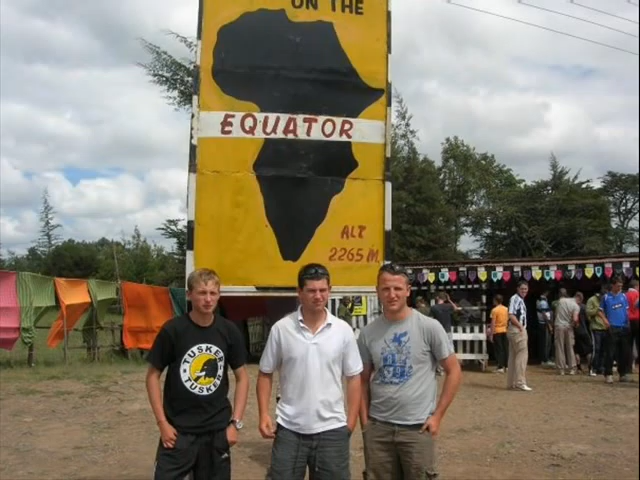 ON THE
EQUATOR
ALT
2265 M.
TUSKER
TUSKER